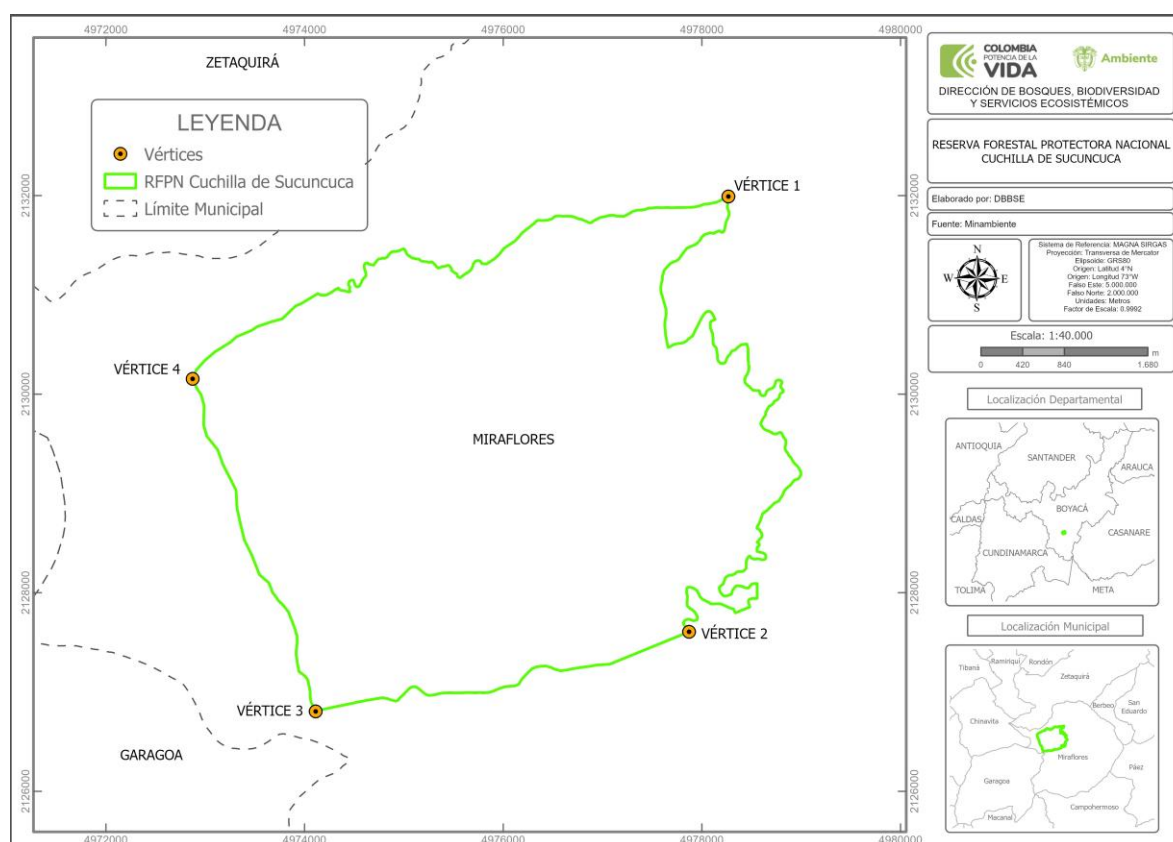 4972000
4974000
4976000
4978000
4980000
ZETAQUIRÁ
LEYENDA
Vértices
RFPN Cuchilla de Sucuncuca
Límite Municipal
VÉRTICE 1
2132000
2132000
VÉRTICE 4
2130000
2130000
MIRAFLORES
2128000
2128000
VÉRTICE 2
VÉRTICE 3
GARAGOA
2126000
2126000
4972000
4974000
4976000
4978000
4980000
COLOMBIA
POTENCIA DE LA
VIDA
Ambiente
DIRECCIÓN DE BOSQUES, BIODIVERSIDAD
Y SERVICIOS ECOSISTÉMICOS
RESERVA FORESTAL PROTECTORA NACIONAL
CUCHILLA DE SUCUNCUCA
Elaborado por: DBBSE
Fuente: Minambiente
N
W
E
S
Sistema de Referencia: MAGNA SIRGAS
Proyección: Transversa de Mercator
Elipsoide: GRS80
Origen: Latitud 4°N
Origen: Longitud 73°W
Falso Este: 5.000.000
Falso Norte: 2.000.000
Unidades: Metros
Factor de Escala: 0.9992
Escala: 1:40.000
m
0
420
840
1.680
Localización Departamental
ANTIOQUIA
SANTANDER
ARAUCA
BOYACÁ
CALDAS
CASANARE
CUNDINAMARCA
TOLIMA
META
Localización Municipal
Tibaná
Ramiriquí
Rondón
Zetaquirá
Berbeo
San
Eduardo
Chinavita
Miraflores
Páez
Garagoa
Campohermoso
Macanal